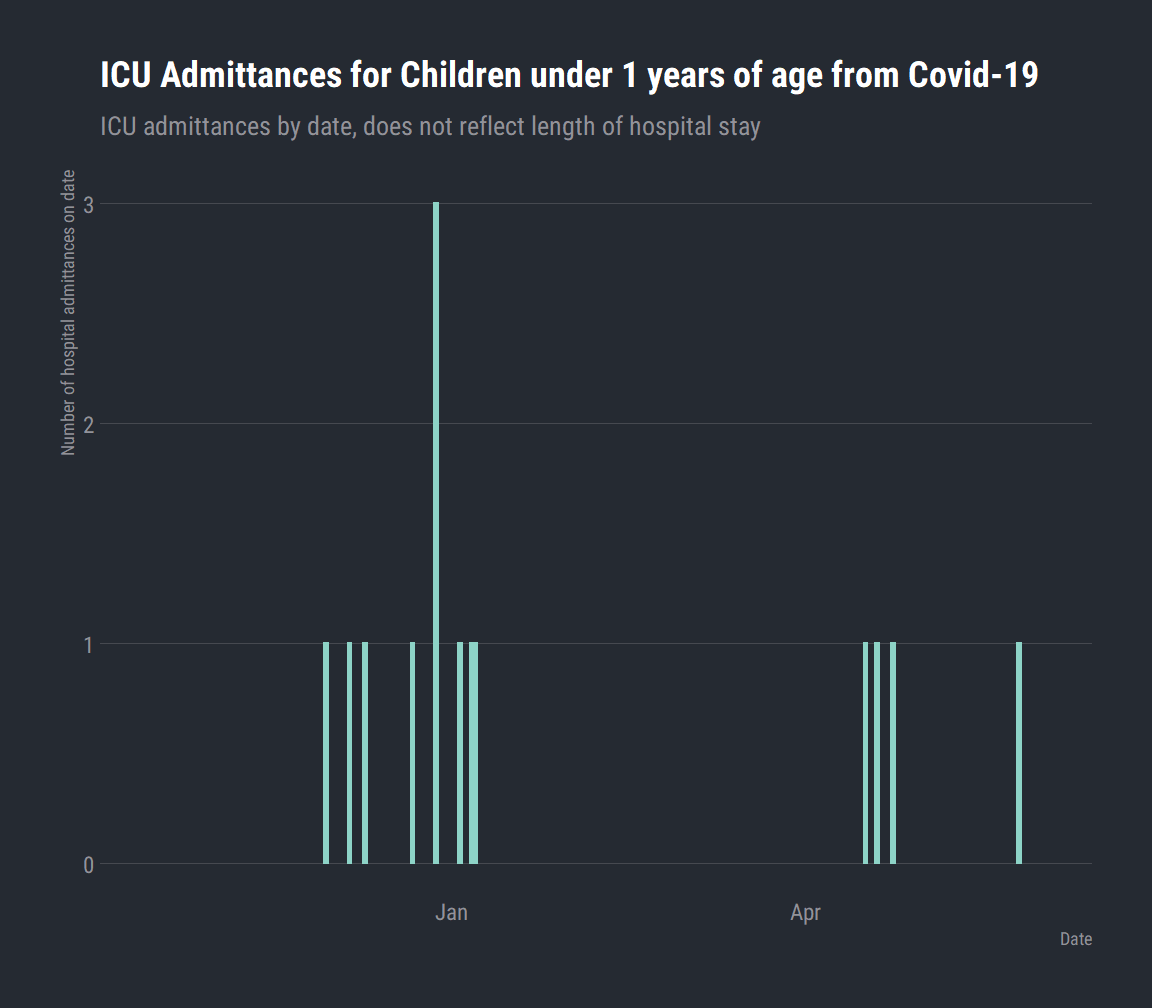 ICU Admittances for Children under 1 years of age from Covid-19
ICU admittances by date, does not reflect length of hospital stay
Number of hospital admittances on date
3
2
1
0
Jan
Apr
Date